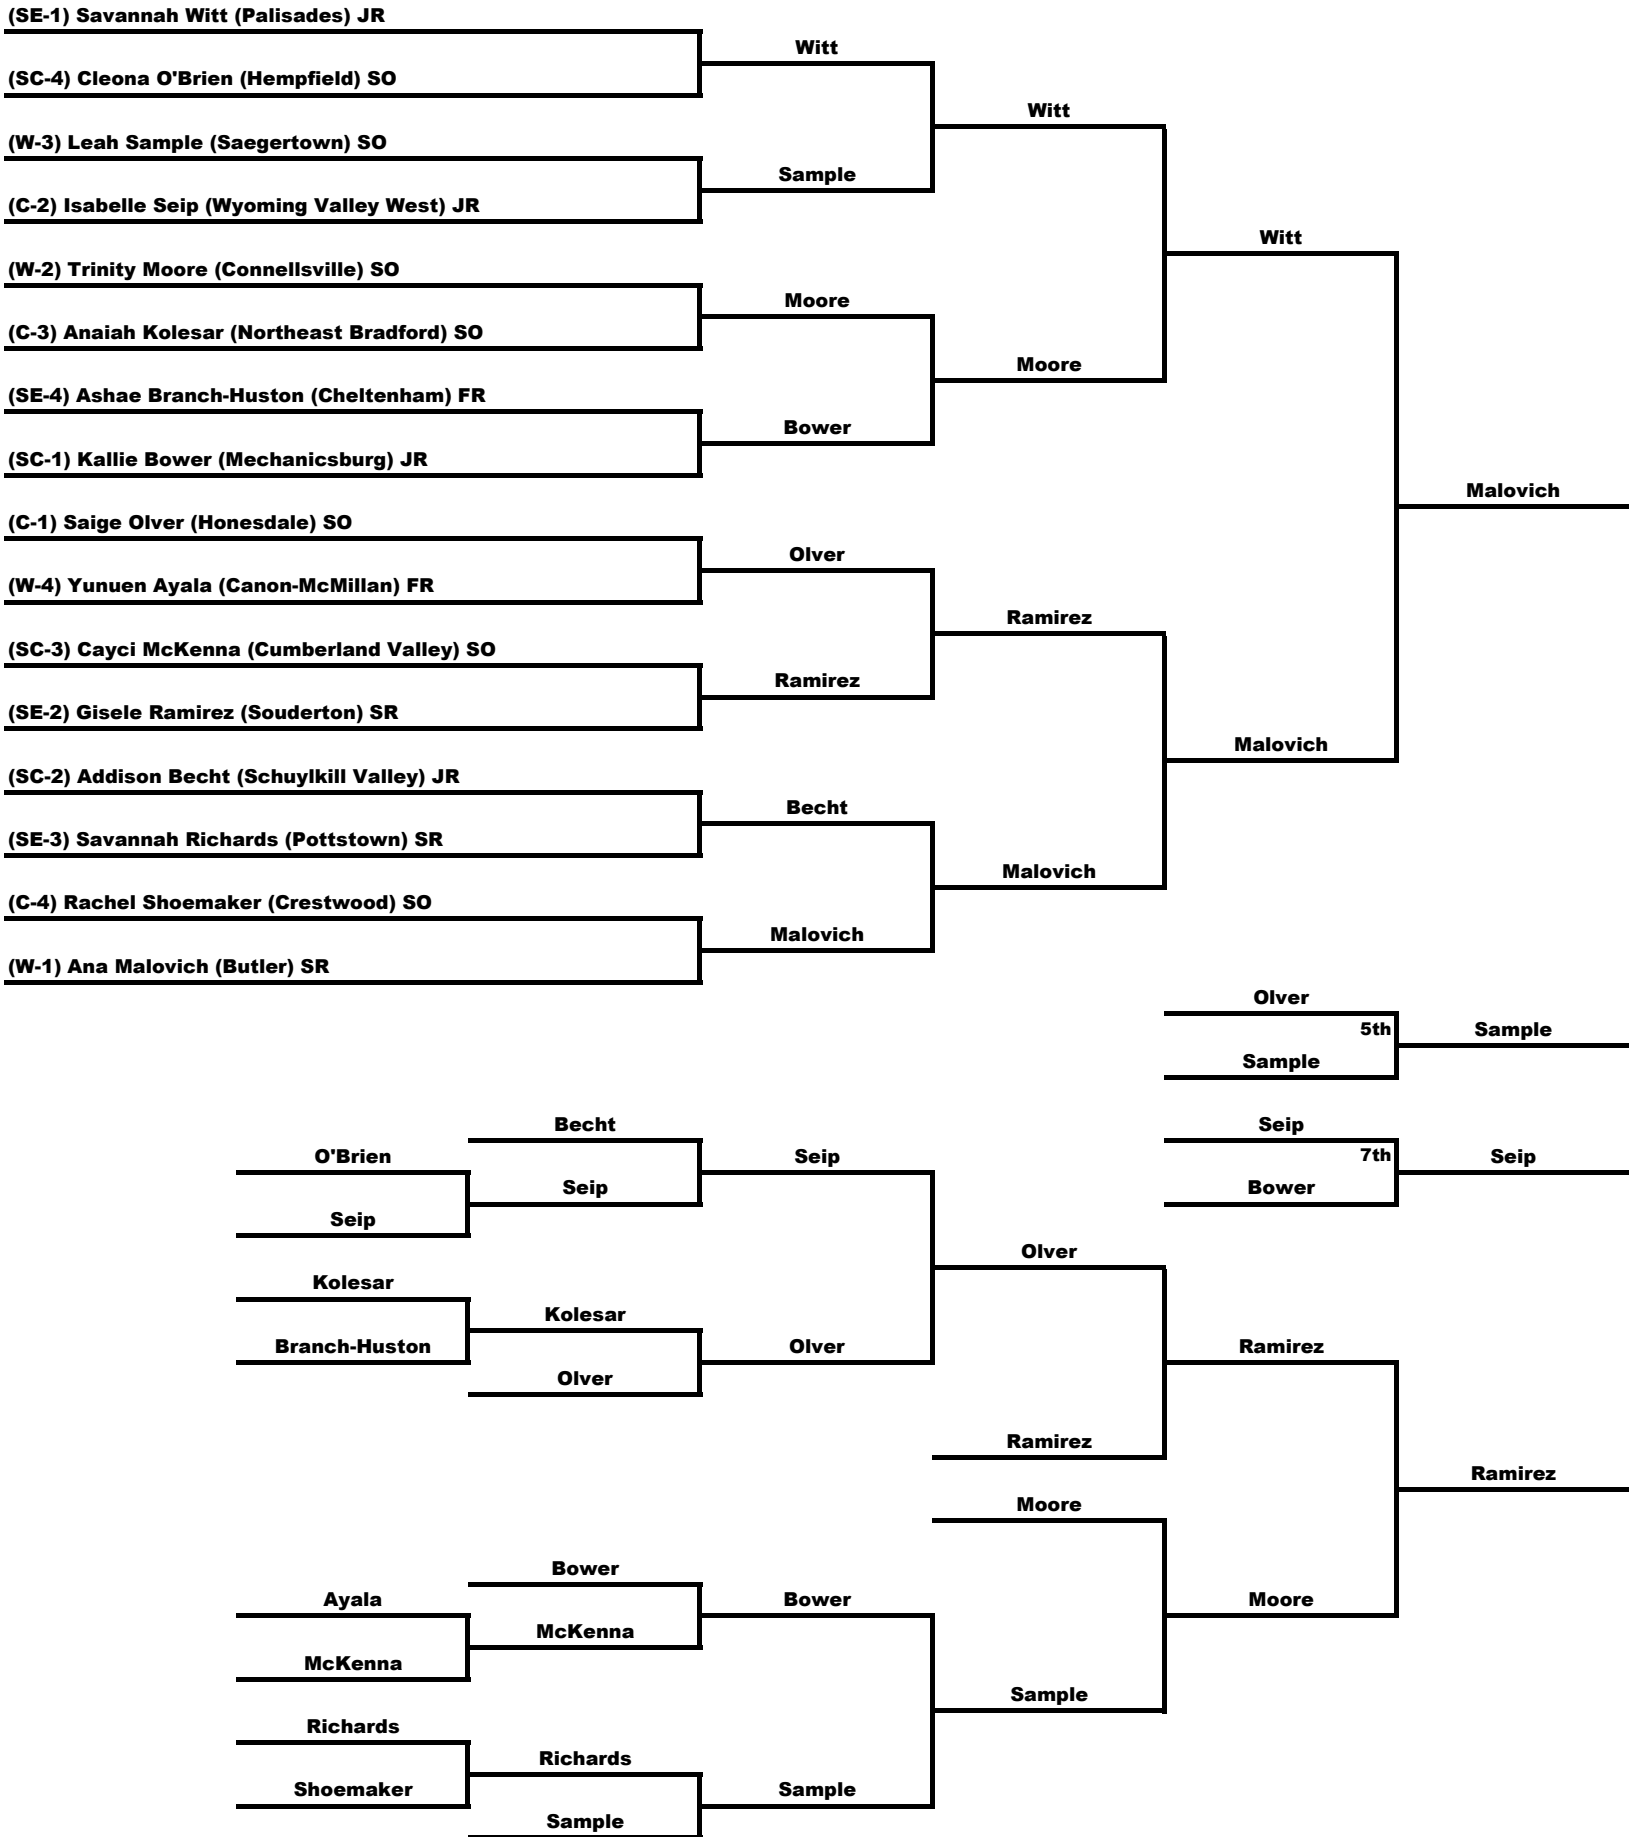 (SE-1) Savannah Witt (Palisades) JR
Witt
(SC-4) Cleona O'Brien (Hempfield) SO
Witt
(W-3) Leah Sample (Saegertown) SO
Sample
(C-2) Isabelle Seip (Wyoming Valley West) JR
Witt
(W-2) Trinity Moore (Connellsville) SO
Moore
(C-3) Anaiah Kolesar (Northeast Bradford) SO
Moore
(SE-4) Ashae Branch-Huston (Cheltenham) FR
Bower
(SC-1) Kallie Bower (Mechanicsburg) JR
Malovich
(C-1) Saige Olver (Honesdale) SO
Olver
(W-4) Yunuen Ayala (Canon-McMillan) FR
Ramirez
(SC-3) Cayci McKenna (Cumberland Valley) SO
Ramirez
(SE-2) Gisele Ramirez (Souderton) SR
Malovich
(SC-2) Addison Becht (Schuylkill Valley) JR
Becht
(SE-3) Savannah Richards (Pottstown) SR
Malovich
(C-4) Rachel Shoemaker (Crestwood) SO
Malovich
(W-1) Ana Malovich (Butler) SR
Olver
5th
Sample
Sample
Becht
Seip
O'Brien
Seip
7th
Seip
Seip
Bower
Seip
Olver
Kolesar
Kolesar
Branch-Huston
Olver
Ramirez
Olver
Ramirez
Ramirez
Moore
Bower
Ayala
Bower
Moore
McKenna
McKenna
Sample
Richards
Richards
Shoemaker
Sample
Sample